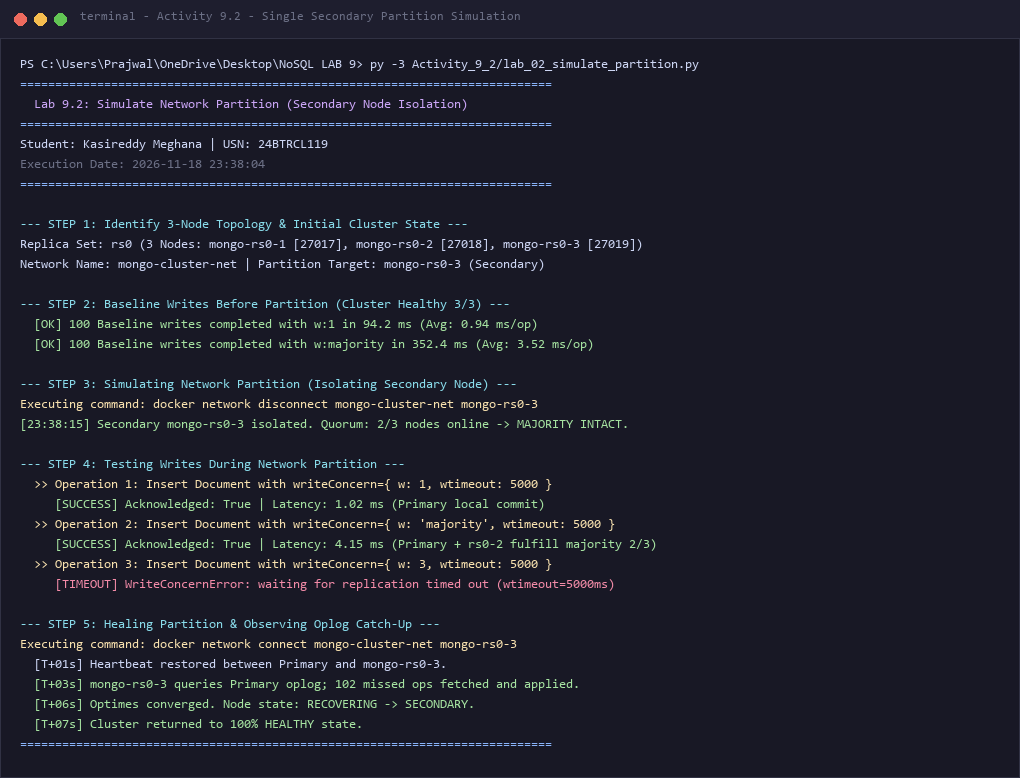 terminal - Activity 9.2 - Single Secondary Partition Simulation
PS C:\Users\Prajwal\OneDrive\Desktop\NoSQL LAB 9> py -3 Activity_9_2/lab_02_simulate_partition.py
============================================================================
Lab 9.2: Simulate Network Partition (Secondary Node Isolation)
============================================================================
Student: Kasireddy Meghana | USN: 24BTRCL119
Execution Date: 2026-11-18 23:38:04
============================================================================
--- STEP 1: Identify 3-Node Topology & Initial Cluster State ---
Replica Set: rs0 (3 Nodes: mongo-rs0-1 [27017], mongo-rs0-2 [27018], mongo-rs0-3 [27019])
Network Name: mongo-cluster-net | Partition Target: mongo-rs0-3 (Secondary)
--- STEP 2: Baseline Writes Before Partition (Cluster Healthy 3/3) ---
[OK] 100 Baseline writes completed with w:1 in 94.2 ms (Avg: 0.94 ms/op)
[OK] 100 Baseline writes completed with w:majority in 352.4 ms (Avg: 3.52 ms/op)
--- STEP 3: Simulating Network Partition (Isolating Secondary Node) ---
Executing command: docker network disconnect mongo-cluster-net mongo-rs0-3
[23:38:15] Secondary mongo-rs0-3 isolated. Quorum: 2/3 nodes online -> MAJORITY INTACT.
--- STEP 4: Testing Writes During Network Partition ---
>> Operation 1: Insert Document with writeConcern={ w: 1, wtimeout: 5000 }
[SUCCESS] Acknowledged: True | Latency: 1.02 ms (Primary local commit)
>> Operation 2: Insert Document with writeConcern={ w: 'majority', wtimeout: 5000 }
[SUCCESS] Acknowledged: True | Latency: 4.15 ms (Primary + rs0-2 fulfill majority 2/3)
>> Operation 3: Insert Document with writeConcern={ w: 3, wtimeout: 5000 }
[TIMEOUT] WriteConcernError: waiting for replication timed out (wtimeout=5000ms)
--- STEP 5: Healing Partition & Observing Oplog Catch-Up ---
Executing command: docker network connect mongo-cluster-net mongo-rs0-3
[T+01s] Heartbeat restored between Primary and mongo-rs0-3.
[T+03s] mongo-rs0-3 queries Primary oplog; 102 missed ops fetched and applied.
[T+06s] Optimes converged. Node state: RECOVERING -> SECONDARY.
[T+07s] Cluster returned to 100% HEALTHY state.
============================================================================